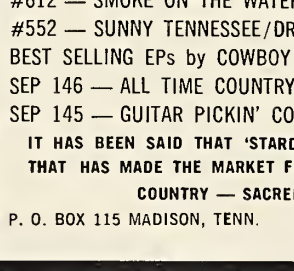 #612 — SMOKE ON THE WATER
#552 — SUNNY TENNESSEE/DR
BEST SELLING EPs by COWBOY
SEP 146 — ALL TIME COUNTRY
SEP 145 — GUITAR PICKIN' CO
IT HAS BEEN SAID THAT 'STARD
THAT HAS MADE THE MARKET F
COUNTRY — SACRE
P. O. BOX 115 MADISON, TENN.